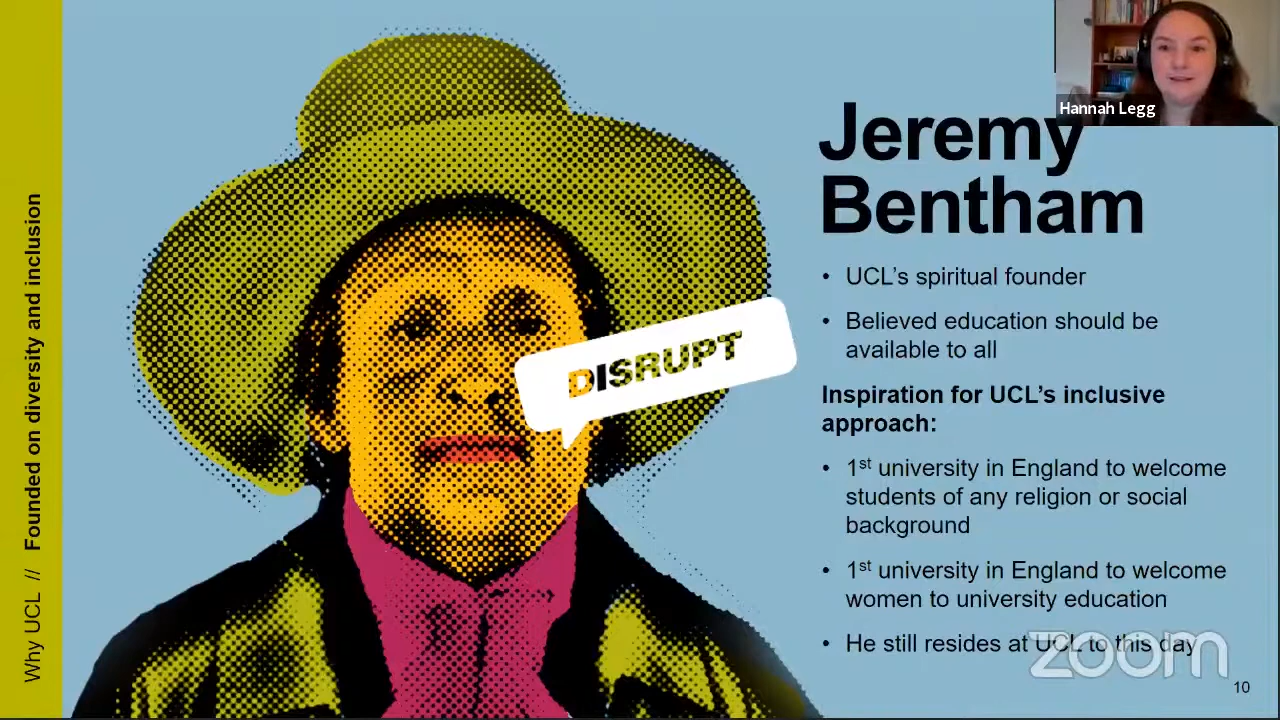 Why UCL // Founded on diversity and inclusion
DISRUPT
Hannah Legg
Jeremy
Bentham
• UCL’s spiritual founder
• Believed education should be
available to all
Inspiration for UCL’s inclusive
approach:
• 1st university in England to welcome
students of any religion or social
background
• 1st university in England to welcome
women to university education
• He still resides at UCL to this day
zoom
10